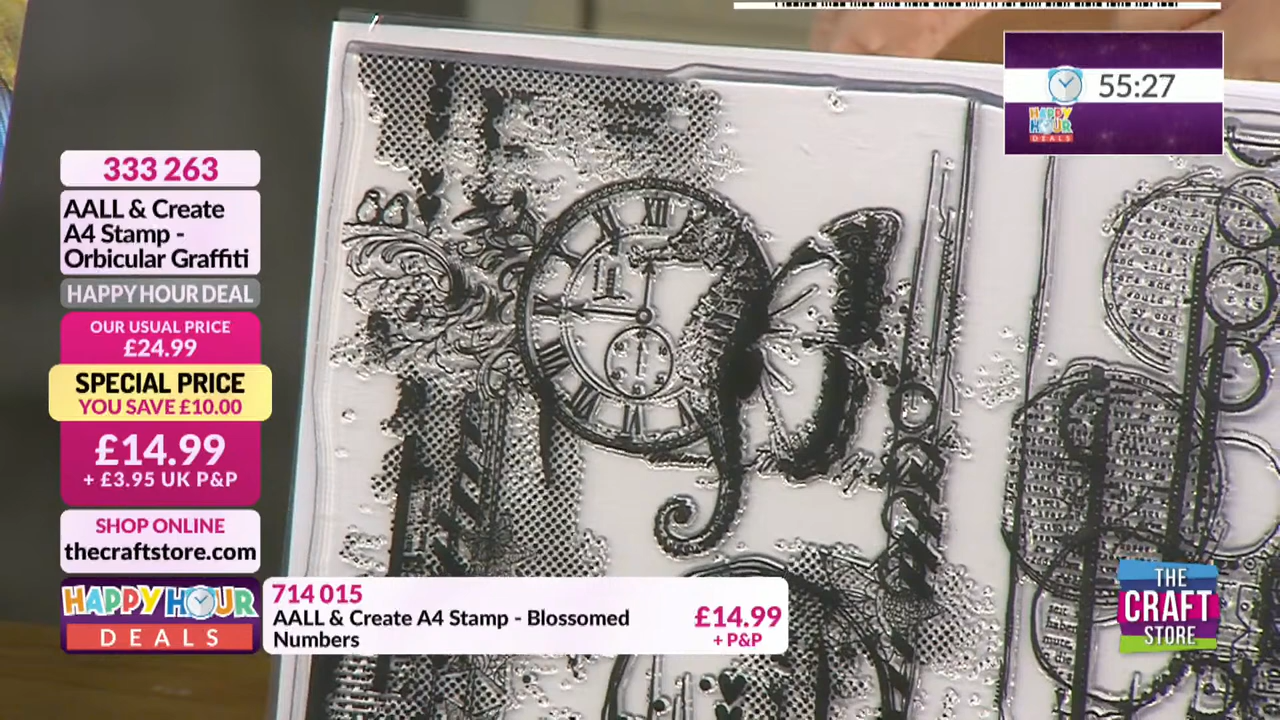 55:27
HAPPY
HOUR
DEALS
333 263
AALL & Create
A4 Stamp -
Orbicular Graffiti
HAPPY HOUR DEAL
OUR USUAL PRICE
£24.99
SPECIAL PRICE
YOU SAVE £10.00
£14.99
+ £3.95 UK P&P
SHOP ONLINE
thecraftstore.com
HAPPY HOUR
DEALS
714 015
AALL & Create A4 Stamp - Blossomed
Numbers
£14.99
+ P&P
THE
CRAFT
STORE
XII